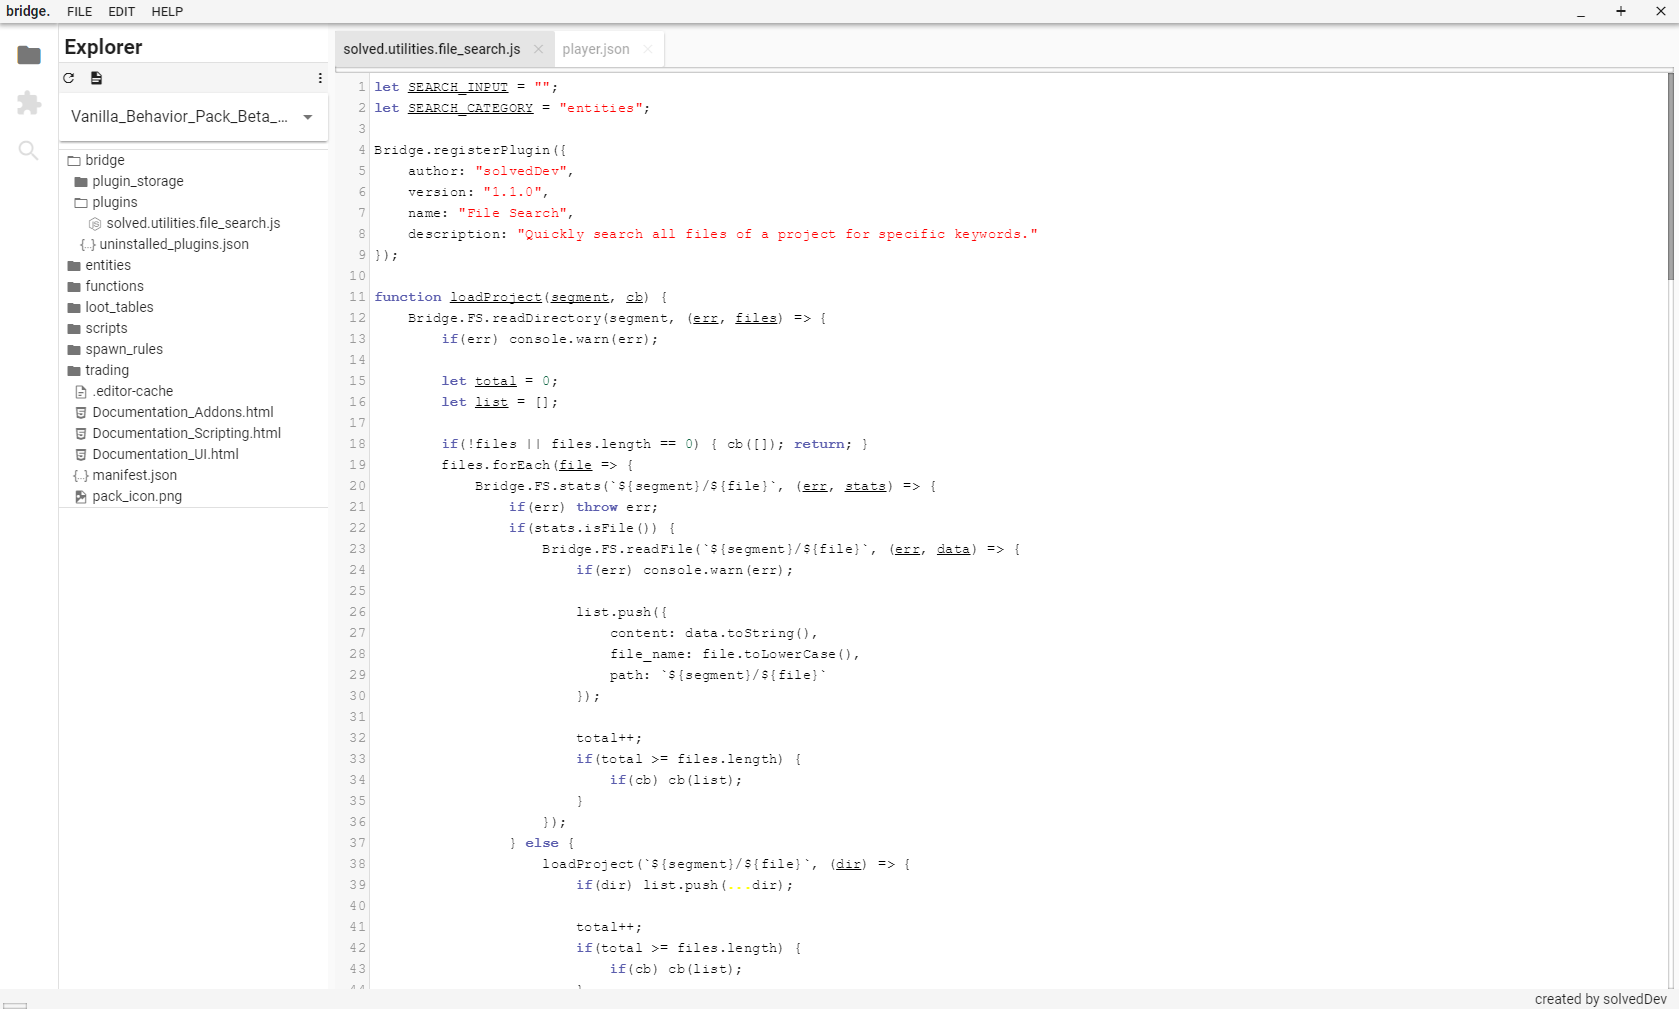 bridge. FILE EDIT HELP
Explorer
Vanilla_Behavior_Pack_Beta_...
bridge
plugin_storage
plugins
solved.utilities.file_search.js
{..} uninstalled_plugins.json
entities
functions
loot_tables
scripts
spawn_rules
trading
.editor-cache
Documentation_Addons.html
Documentation_Scripting.html
Documentation_UI.html
{..} manifest.json
pack_icon.png
solved.utilities.file_search.js player.json
1 let SEARCH_INPUT = "";
2 let SEARCH_CATEGORY = "entities";
3
4 Bridge.registerPlugin({
5     author: "solvedDev",
6     version: "1.1.0",
7     name: "File Search",
8     description: "Quickly search all files of a project for specific keywords."
9 });
10
11 function loadProject(segment, cb) {
12     Bridge.FS.readDirectory(segment, (err, files) => {
13         if(err) console.warn(err);
14
15         let total = 0;
16         let list = [];
17
18         if(!files || files.length == 0) { cb([]); return; }
19         files.forEach(file => {
20             Bridge.FS.stats(`${segment}/${file}`, (err, stats) => {
21                 if(err) throw err;
22                 if(stats.isFile()) {
23                     Bridge.FS.readFile(`${segment}/${file}`, (err, data) => {
24                         if(err) console.warn(err);
25
26                         list.push({
27                             content: data.toString(),
28                             file_name: file.toLowerCase(),
29                             path: `${segment}/${file}`
30                         });
31
32                         total++;
33                         if(total >= files.length) {
34                             if(cb) cb(list);
35                         }
36                     });
37                 } else {
38                     loadProject(`${segment}/${file}`, (dir) => {
39                         if(dir) list.push(...dir);
40
41                         total++;
42                         if(total >= files.length) {
43                             if(cb) cb(list);
44                         }
created by solvedDev